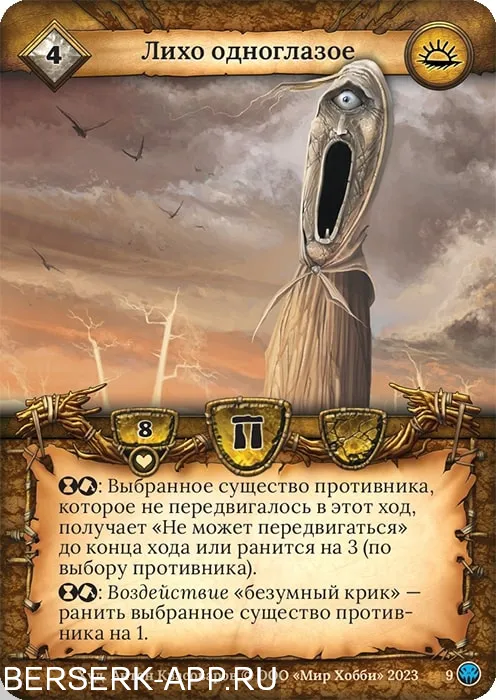 4
Лихо одноглазое
8
: Выбранное существо противника,
которое не передвигалось в этот ход,
получает «Не может передвигаться»
до конца хода или ранится на 3 (по
выбору противника).
: Воздействие «безумный крик» —
ранить выбранное существо против-
ника на 1.
© ООО «Мир Хобби» 2023 9
BERSERK-APP.RU